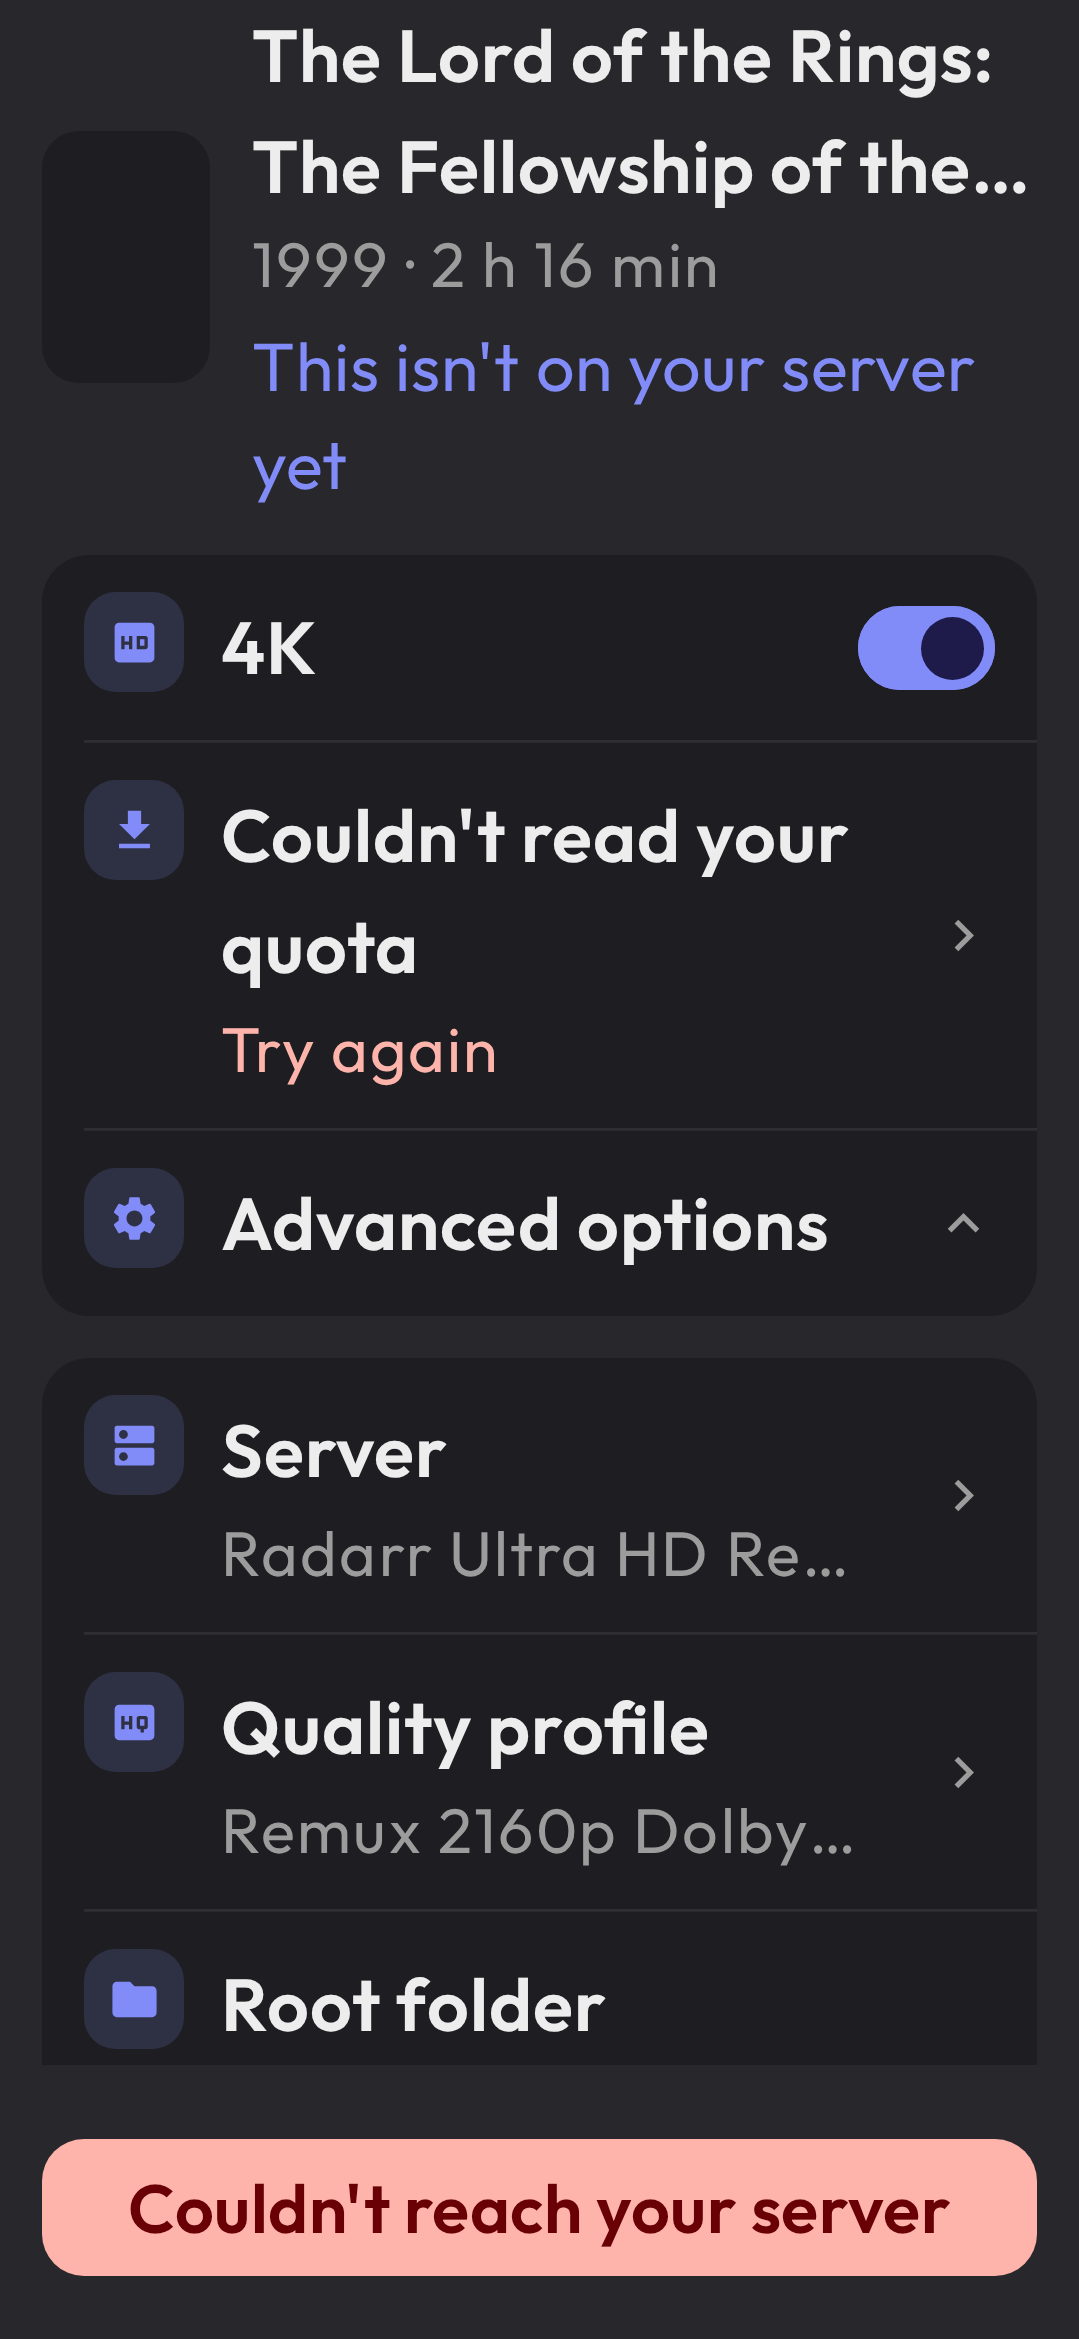 The Lord of the Rings:
The Fellowship of the...
1999 · 2 h 16 min
This isn't on your server
yet
HD
4K
Couldn't read your
quota
Try again
Advanced options
Server
Radarr Ultra HD Re...
HQ
Quality profile
Remux 2160p Dolby...
Root folder
Couldn't reach your server